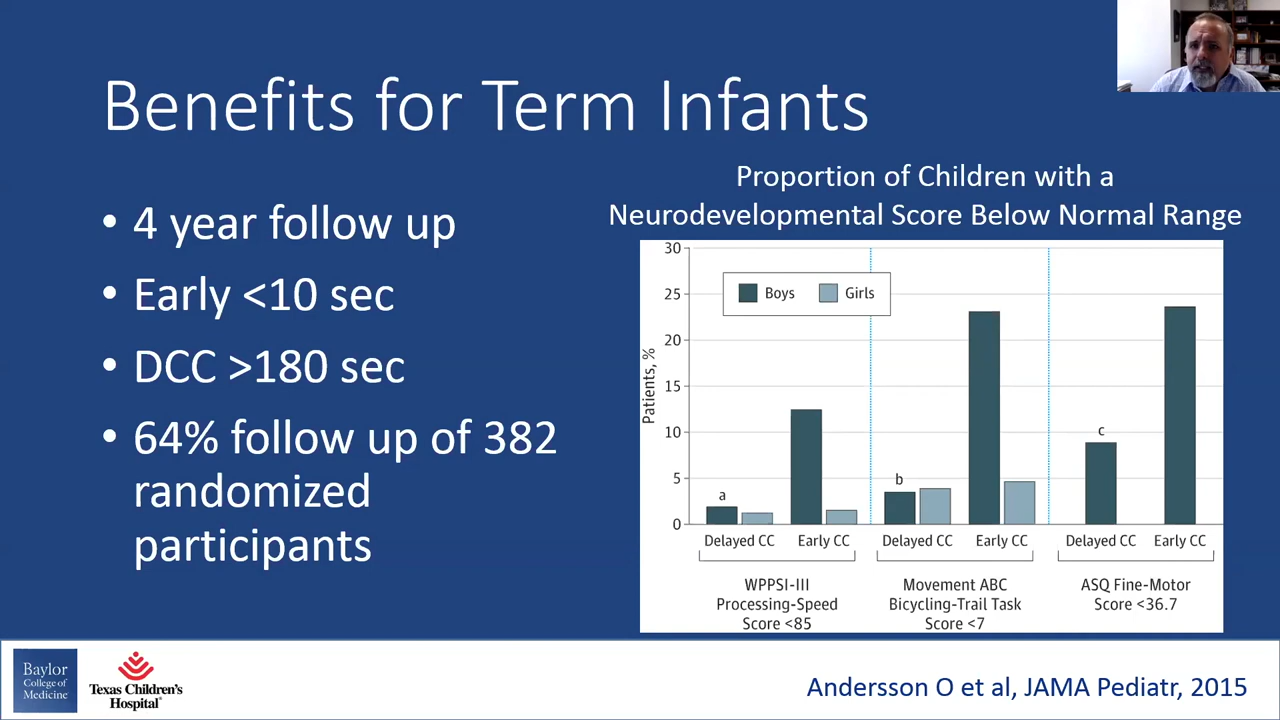 Benefits for Term Infants
• 4 year follow up
• Early <10 sec
• DCC >180 sec
• 64% follow up of 382
randomized
participants
Proportion of Children with a
Neurodevelopmental Score Below Normal Range
30
25
20
15
10
5
0
Patients, %
Boys
Girls
a
b
c
Delayed CC
Early CC
Delayed CC
Early CC
Delayed CC
Early CC
WPPSI-III
Processing-Speed
Score <85
Movement ABC
Bicycling-Trail Task
Score <7
ASQ Fine-Motor
Score <36.7
Baylor
College of
Medicine
Texas Children's
Hospital®
Andersson O et al, JAMA Pediatr, 2015